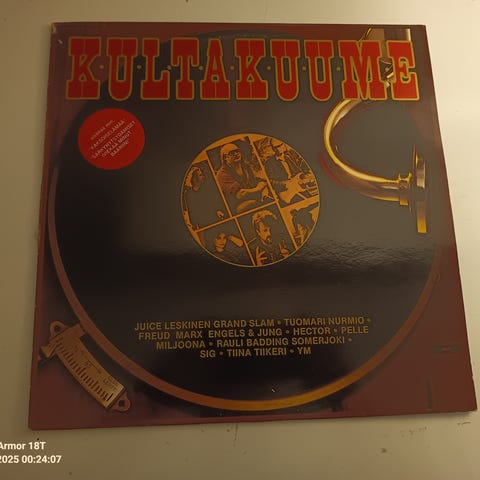 KULTAKUUME
JUICE LESKINEN GRAND SLAM • TUOMARI NURMIO •
FREUD MARX ENGELS & JUNG • HECTOR • PELLE
MILJOONA • RAULI BADDING SOMERJOKI •
SIG • TIINA TIIKERI • YM
Armor 18T
2025 00:24:07